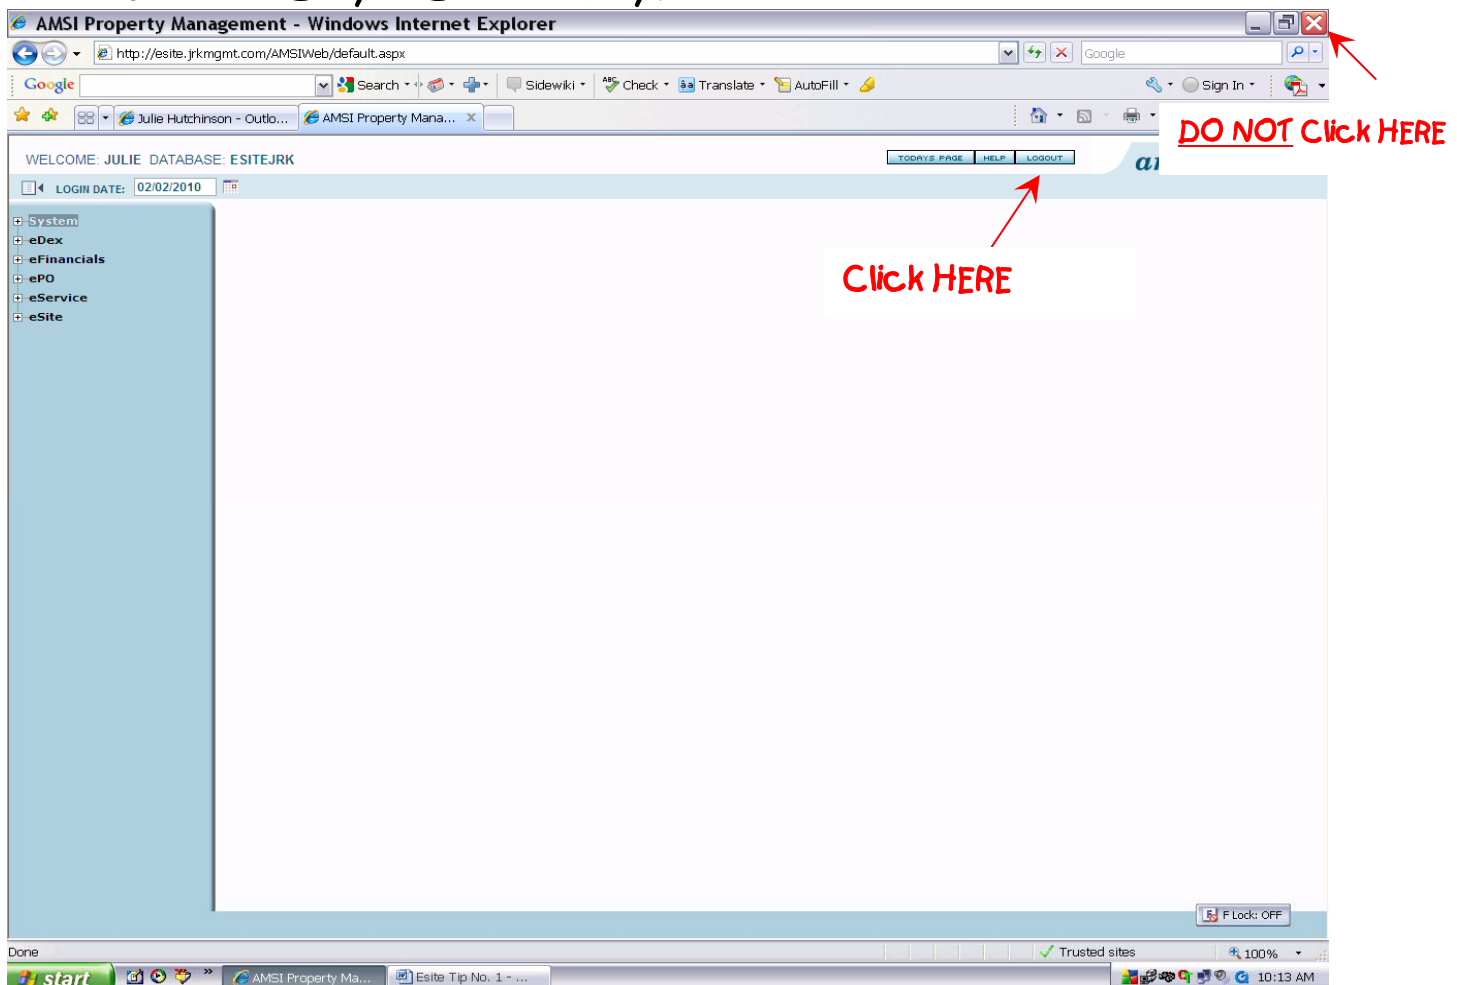 AMSI Property Management - Windows Internet Explorer
http://esite.jrkmgmt.com/AMSIWeb/default.aspx
Google
Google
Search
Sidewiki
ABC Check
Translate
AutoFill
Sign In
Julie Hutchinson - Outlo...
AMSI Property Mana... X
DO NOT Click HERE
WELCOME: JULIE DATABASE: ESITEJRK
TODAYS PAGE HELP LOGOUT
LOGIN DATE: 02/02/2010
System
eDex
eFinancials
ePO
eService
eSite
Click HERE
F Lock: OFF
Done
Trusted sites
100%
start
AMSI Property Ma...
Esite Tip No. 1 - ...
10:13 AM